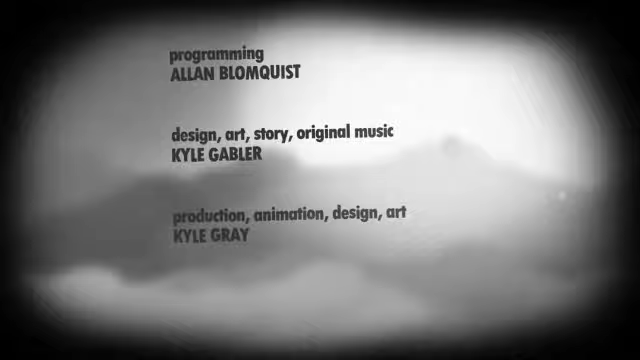 programming
ALLAN BLOMQUIST
design, art, story, original music
KYLE GABLER
production, animation, design, art
KYLE GRAY